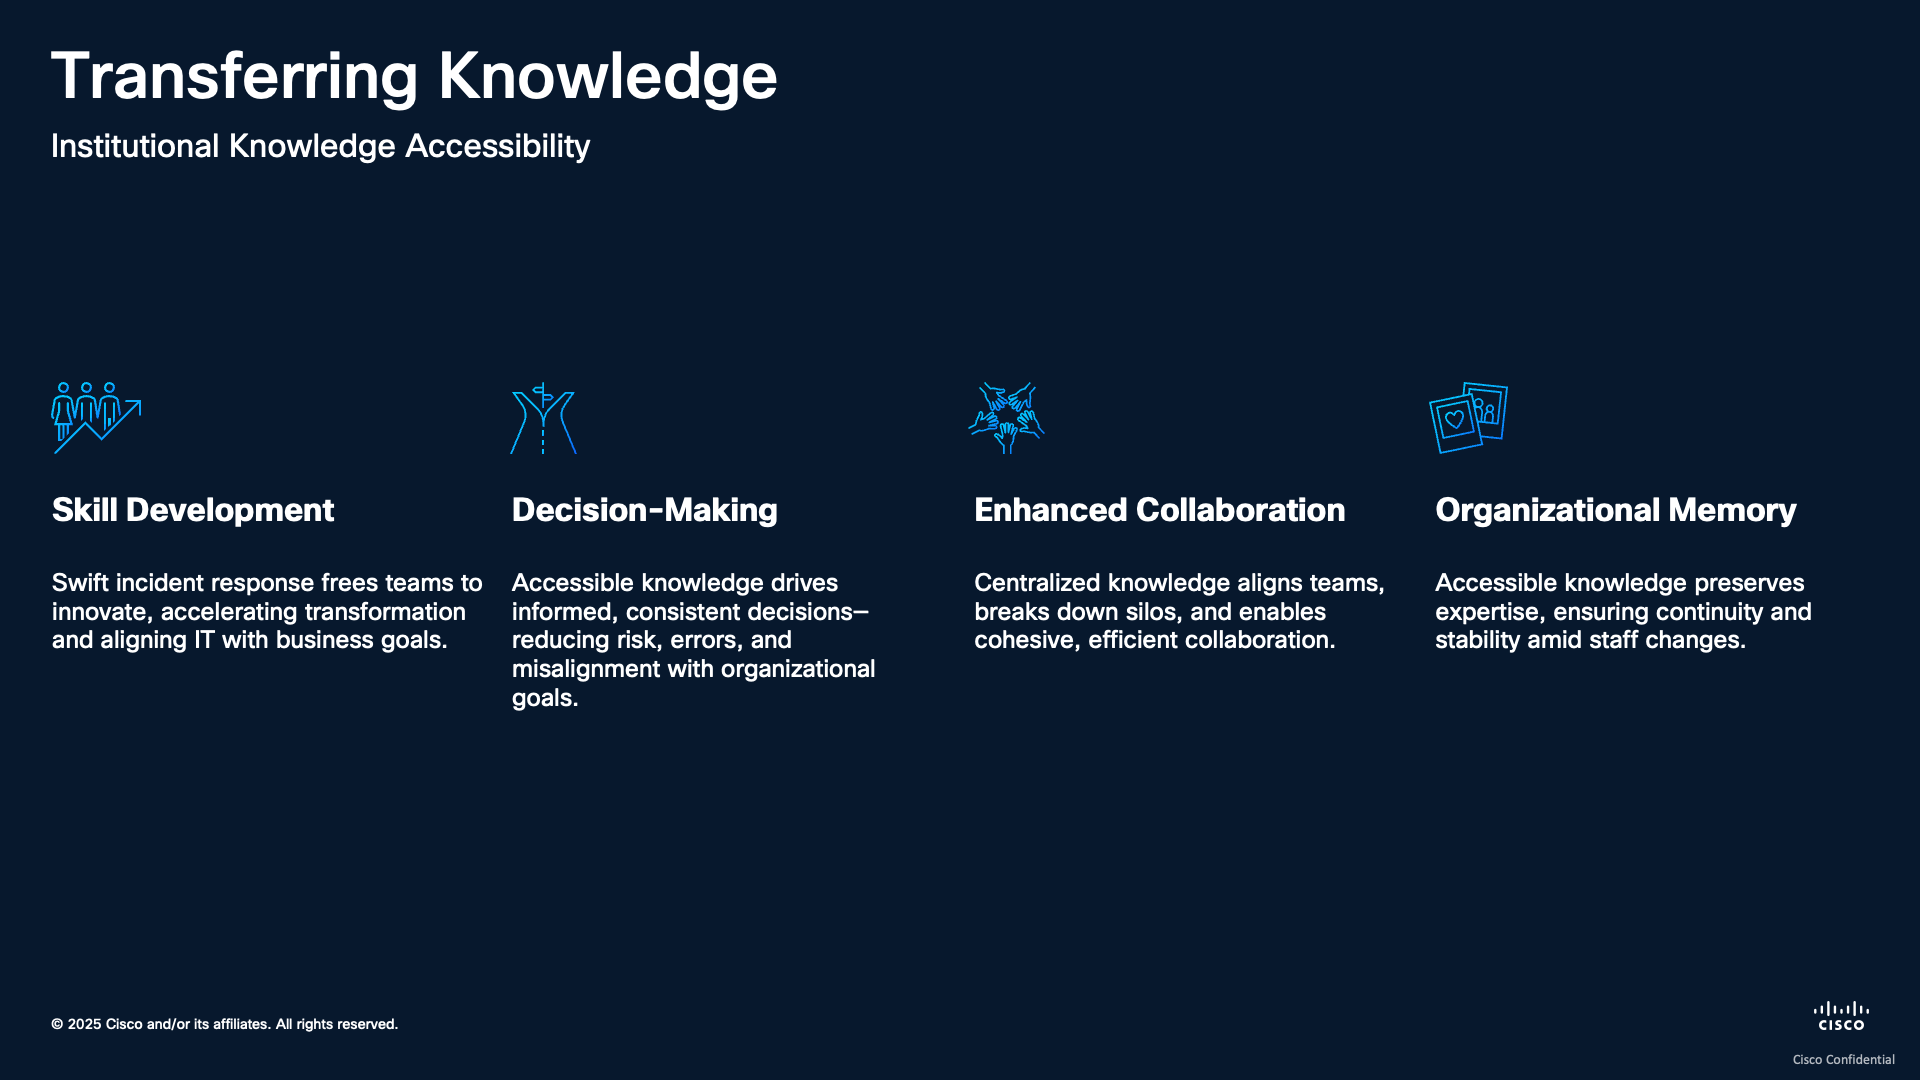 Transferring Knowledge
Institutional Knowledge Accessibility
Skill Development
Swift incident response frees teams to
innovate, accelerating transformation
and aligning IT with business goals.
Decision-Making
Accessible knowledge drives
informed, consistent decisions—
reducing risk, errors, and
misalignment with organizational
goals.
Enhanced Collaboration
Centralized knowledge aligns teams,
breaks down silos, and enables
cohesive, efficient collaboration.
Organizational Memory
Accessible knowledge preserves
expertise, ensuring continuity and
stability amid staff changes.
© 2025 Cisco and/or its affiliates. All rights reserved.
CISCO
Cisco Confidential